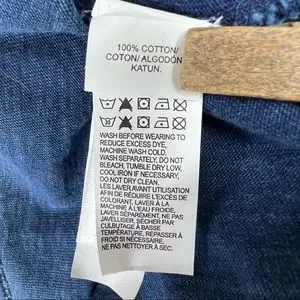 100% COTTON/
COTON/ALGODÓN
KATUN.
WASH BEFORE WEARING TO
REDUCE EXCESS DYE,
MACHINE WASH COLD,
WASH SEPARATELY, DO NOT
BLEACH, TUMBLE DRY LOW,
COOL IRON IF NECESSARY,
DO NOT DRY CLEAN.
LES LAVER AVANT UTILISATION
AFIN DE RÉDUIRE L'EXCÈS DE
COLORANT, LAVER À LA
MACHINE À L'EAU FROIDE,
LAVER SÉPARÉMENT, NE PAS
JAVELLISER, SÉCHER PAR
CULBUTAGE À BASSE
TEMPÉRATURE, REPASSER À
FROID SI NÉCESSAIRE,
NE PAS NETTOYER À SEC.